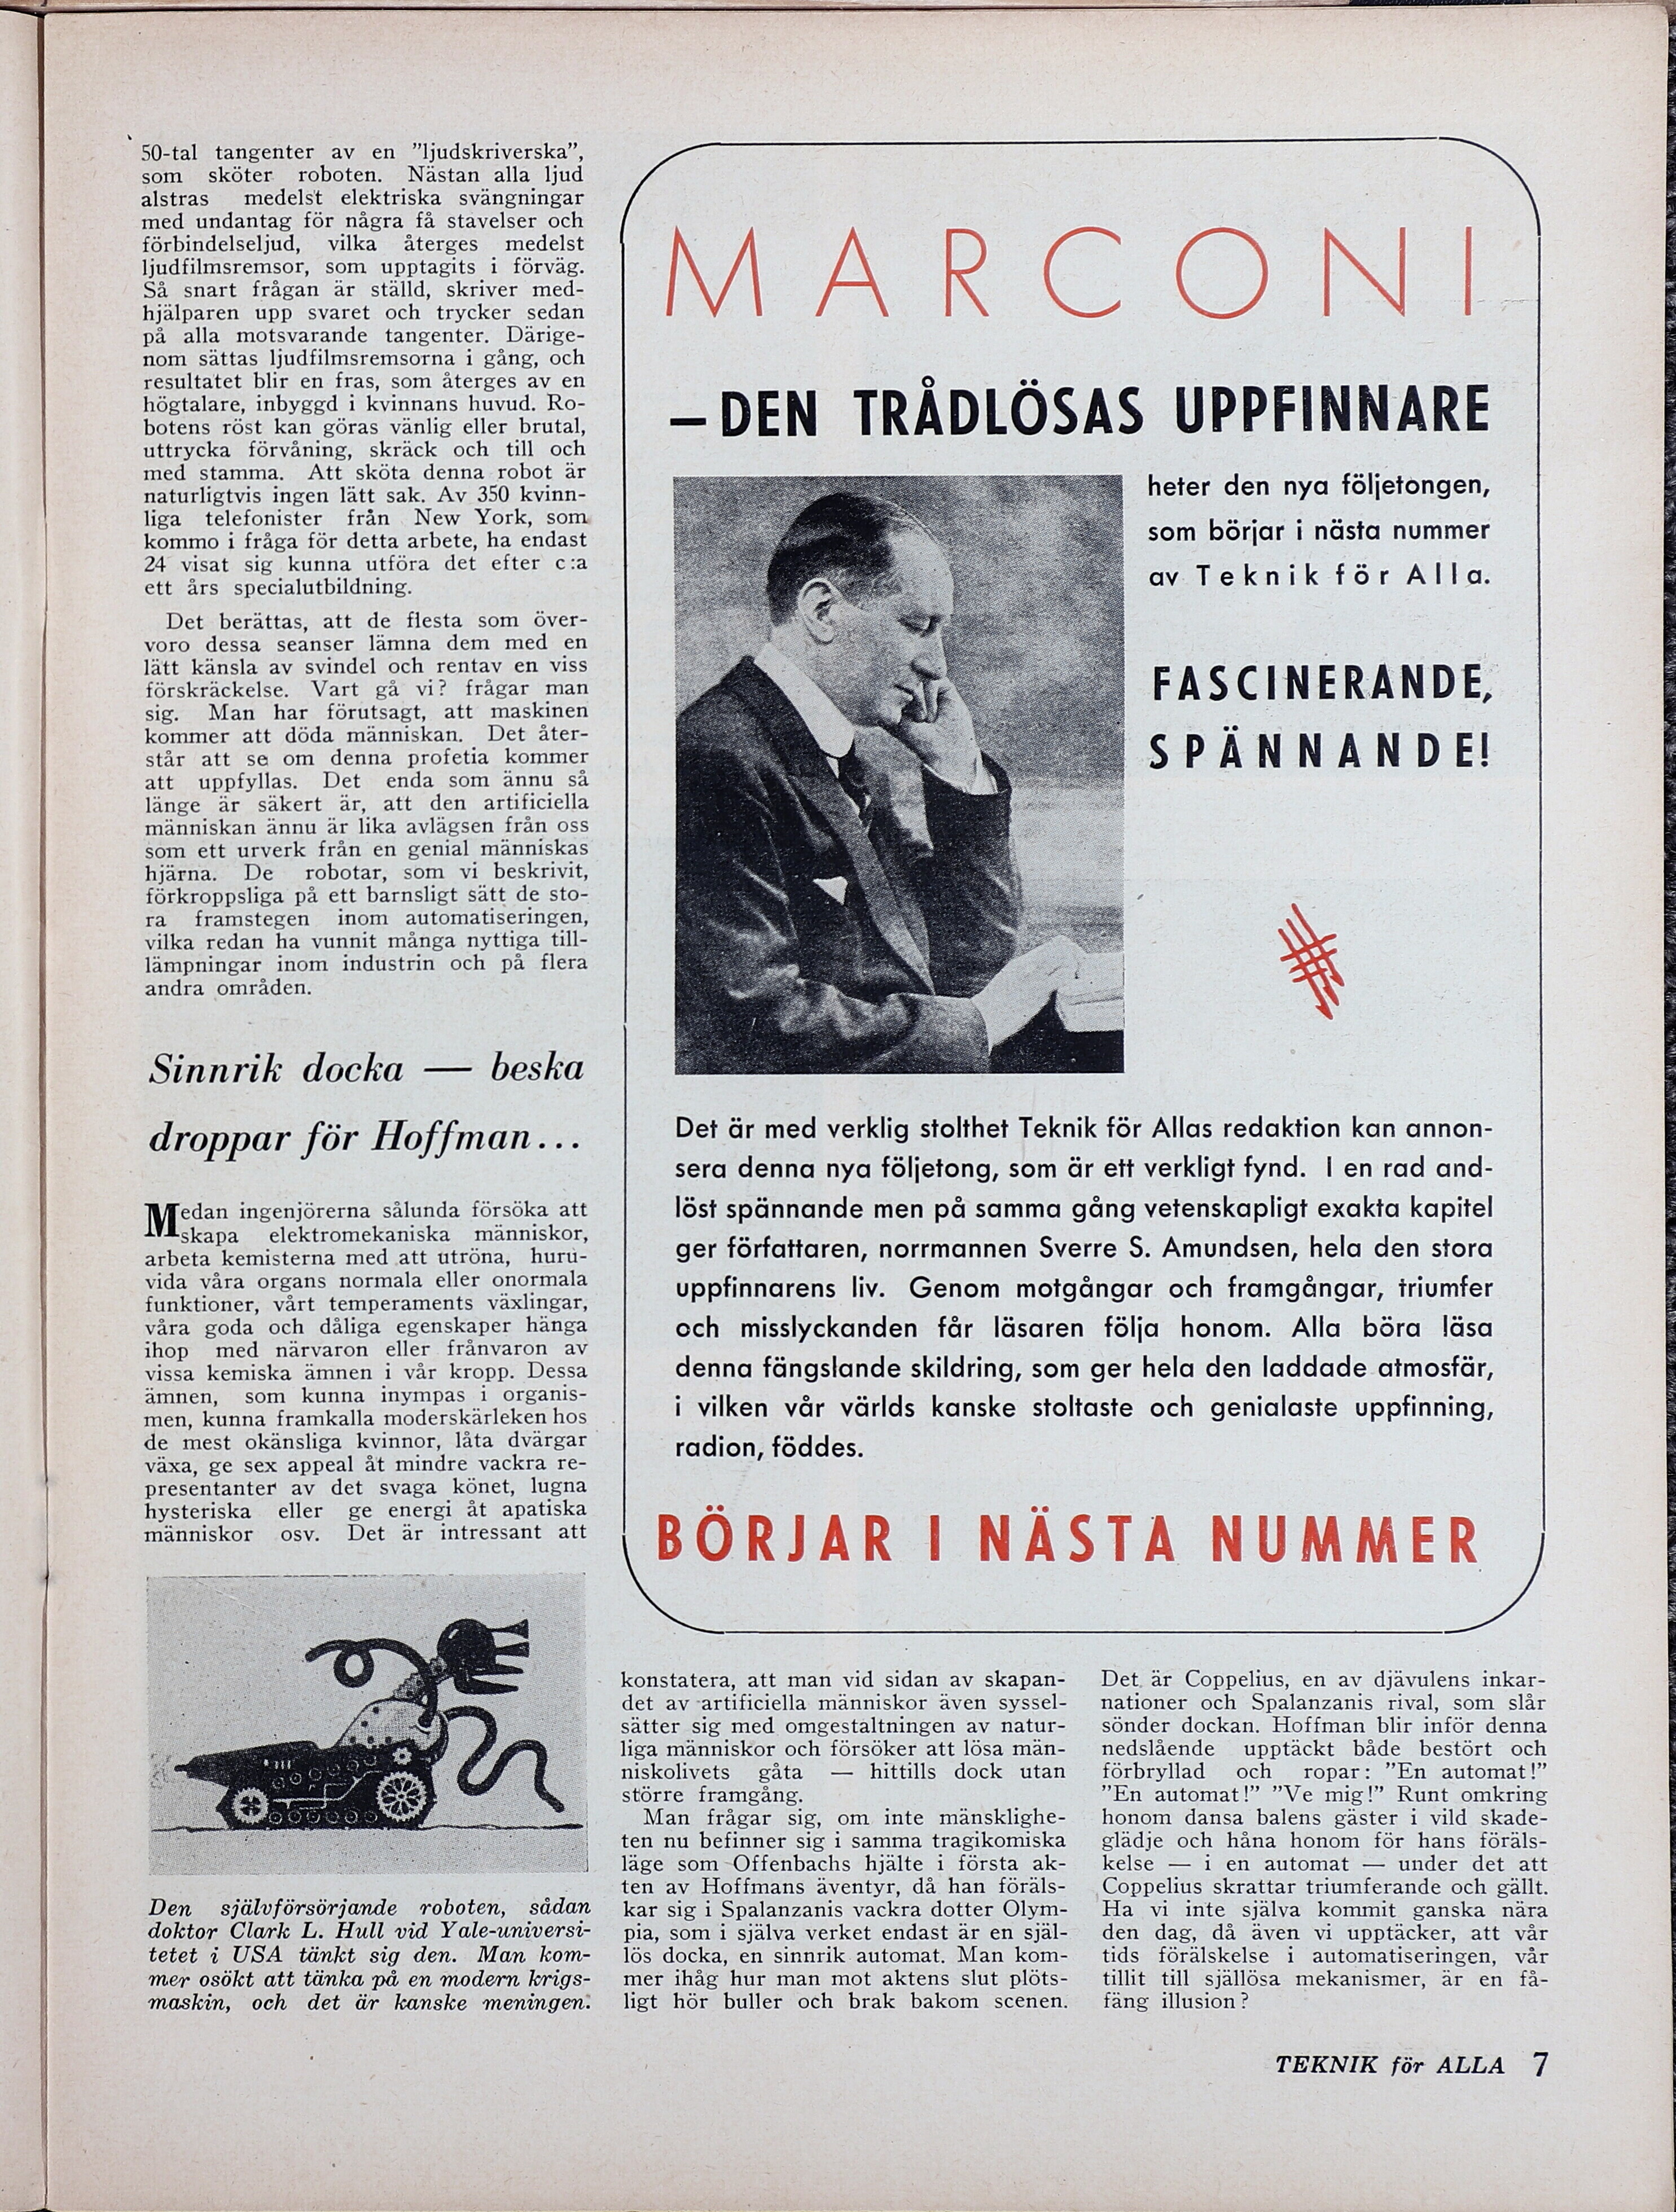 50-tal tangenter av en ”ljudskriverska”,
som sköter roboten. Nästan alla ljud
alstras medelst elektriska svängningar
med undantag för några få stavelser och
förbindelseljud, vilka återges medelst
ljudfilmsremsor, som upptagits i förväg.
Så snart frågan är ställd, skriver med-
hjälparen upp svaret och trycker sedan
på alla motsvarande tangenter. Därige-
nom sättas ljudfilmsremsorna i gång, och
resultatet blir en fras, som återges av en
högtalare, inbyggd i kvinnans huvud. Ro-
botens röst kan göras vänlig eller brutal,
uttrycka förvåning, skräck och till och
med stamma. Att sköta denna robot är
naturligtvis ingen lätt sak. Av 350 kvinn-
liga telefonister från New York, som
kommo i fråga för detta arbete, ha endast
24 visat sig kunna utföra det efter c:a
ett års specialutbildning.
Det berättas, att de flesta som över-
voro dessa seanser lämna dem med en
lätt känsla av svindel och rentav en viss
förskräckelse. Vart gå vi? frågar man
sig. Man har förutsagt, att maskinen
kommer att döda människan. Det åter-
står att se om denna profetia kommer
att uppfyllas. Det enda som ännu så
länge är säkert är, att den artificiella
människan ännu är lika avlägsen från oss
som ett urverk från en genial människas
hjärna. De robotar, som vi beskrivit,
förkroppsliga på ett barnsligt sätt de sto-
ra framstegen inom automatiseringen,
vilka redan ha vunnit många nyttiga till-
lämpningar inom industrin och på flera
andra områden.
Sinnrik docka — beska
droppar för Hoffman...
Medan ingenjörerna sålunda försöka att
skapa elektromekaniska människor,
arbeta kemisterna med att utröna, huru-
vida våra organs normala eller onormala
funktioner, vårt temperaments växlingar,
våra goda och dåliga egenskaper hänga
ihop med närvaron eller frånvaron av
vissa kemiska ämnen i vår kropp. Dessa
ämnen, som kunna inympas i organis-
men, kunna framkalla moderskärleken hos
de mest okänsliga kvinnor, låta dvärgar
växa, ge sex appeal åt mindre vackra re-
presentanter av det svaga könet, lugna
hysteriska eller ge energi åt apatiska
människor osv. Det är intressant att
Den självförsörjande roboten, sådan
doktor Clark L. Hull vid Yale-universi-
tetet i USA tänkt sig den. Man kom-
mer osökt att tänka på en modern krigs-
maskin, och det är kanske meningen.
MARCONI
—DEN TRÅDLÖSAS UPPFINNARE
heter den nya följetongen,
som börjar i nästa nummer
av Teknik för Alla.
FASCINERANDE,
SPÄNNANDE!
Det är med verklig stolthet Teknik för Allas redaktion kan annon-
sera denna nya följetong, som är ett verkligt fynd. I en rad and-
löst spännande men på samma gång vetenskapligt exakta kapitel
ger författaren, norrmannen Sverre S. Amundsen, hela den stora
uppfinnarens liv. Genom motgångar och framgångar, triumfer
och misslyckanden får läsaren följa honom. Alla böra läsa
denna fängslande skildring, som ger hela den laddade atmosfär,
i vilken vår världs kanske stoltaste och genialaste uppfinning,
radion, föddes.
BÖRJAR I NÄSTA NUMMER
konstatera, att man vid sidan av skapan-
det av artificiella människor även syssel-
sätter sig med omgestaltningen av natur-
liga människor och försöker att lösa män-
niskolivets gåta — hittills dock utan
större framgång.
Man frågar sig, om inte mänsklighe-
ten nu befinner sig i samma tragikomiska
läge som Offenbachs hjälte i första ak-
ten av Hoffmans äventyr, då han föräls-
kar sig i Spalanzanis vackra dotter Olym-
pia, som i själva verket endast är en själ-
lös docka, en sinnrik automat. Man kom-
mer ihåg hur man mot aktens slut plöts-
ligt hör buller och brak bakom scenen.
Det är Coppelius, en av djävulens inkar-
nationer och Spalanzanis rival, som slår
sönder dockan. Hoffman blir inför denna
nedslående upptäckt både bestört och
förbryllad och ropar: ”En automat!”
”En automat!” ”Ve mig!” Runt omkring
honom dansa balens gäster i vild skade-
glädje och håna honom för hans föräls-
kelse — i en automat — under det att
Coppelius skrattar triumferande och gällt.
Ha vi inte själva kommit ganska nära
den dag, då även vi upptäcker, att vår
tids förälskelse i automatiseringen, vår
tillit till själlösa mekanismer, är en få-
fäng illusion?
TEKNIK för ALLA 7